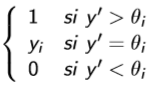 1 si y′ > θᵢ
yᵢ si y′ = θᵢ
0 si y′ < θᵢ